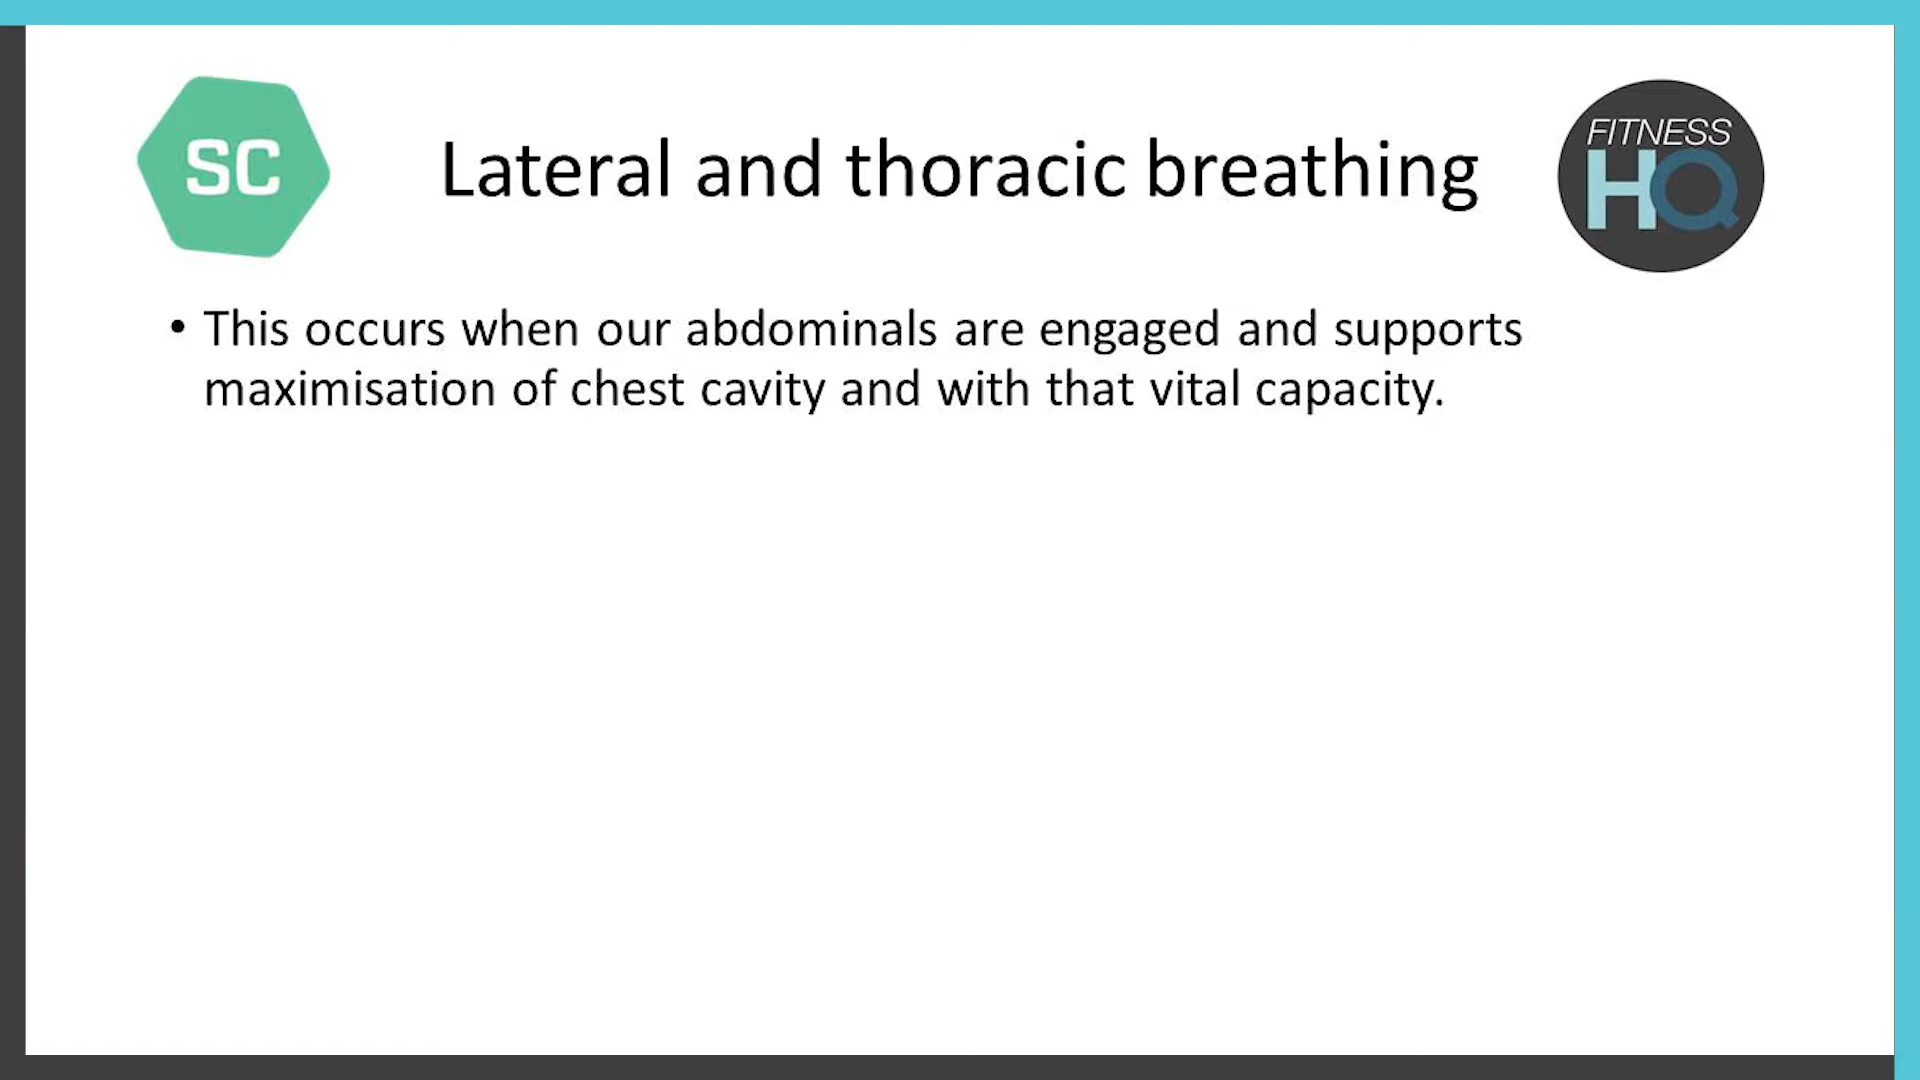 SC
Lateral and thoracic breathing
FITNESS
HQ
• This occurs when our abdominals are engaged and supports
maximisation of chest cavity and with that vital capacity.